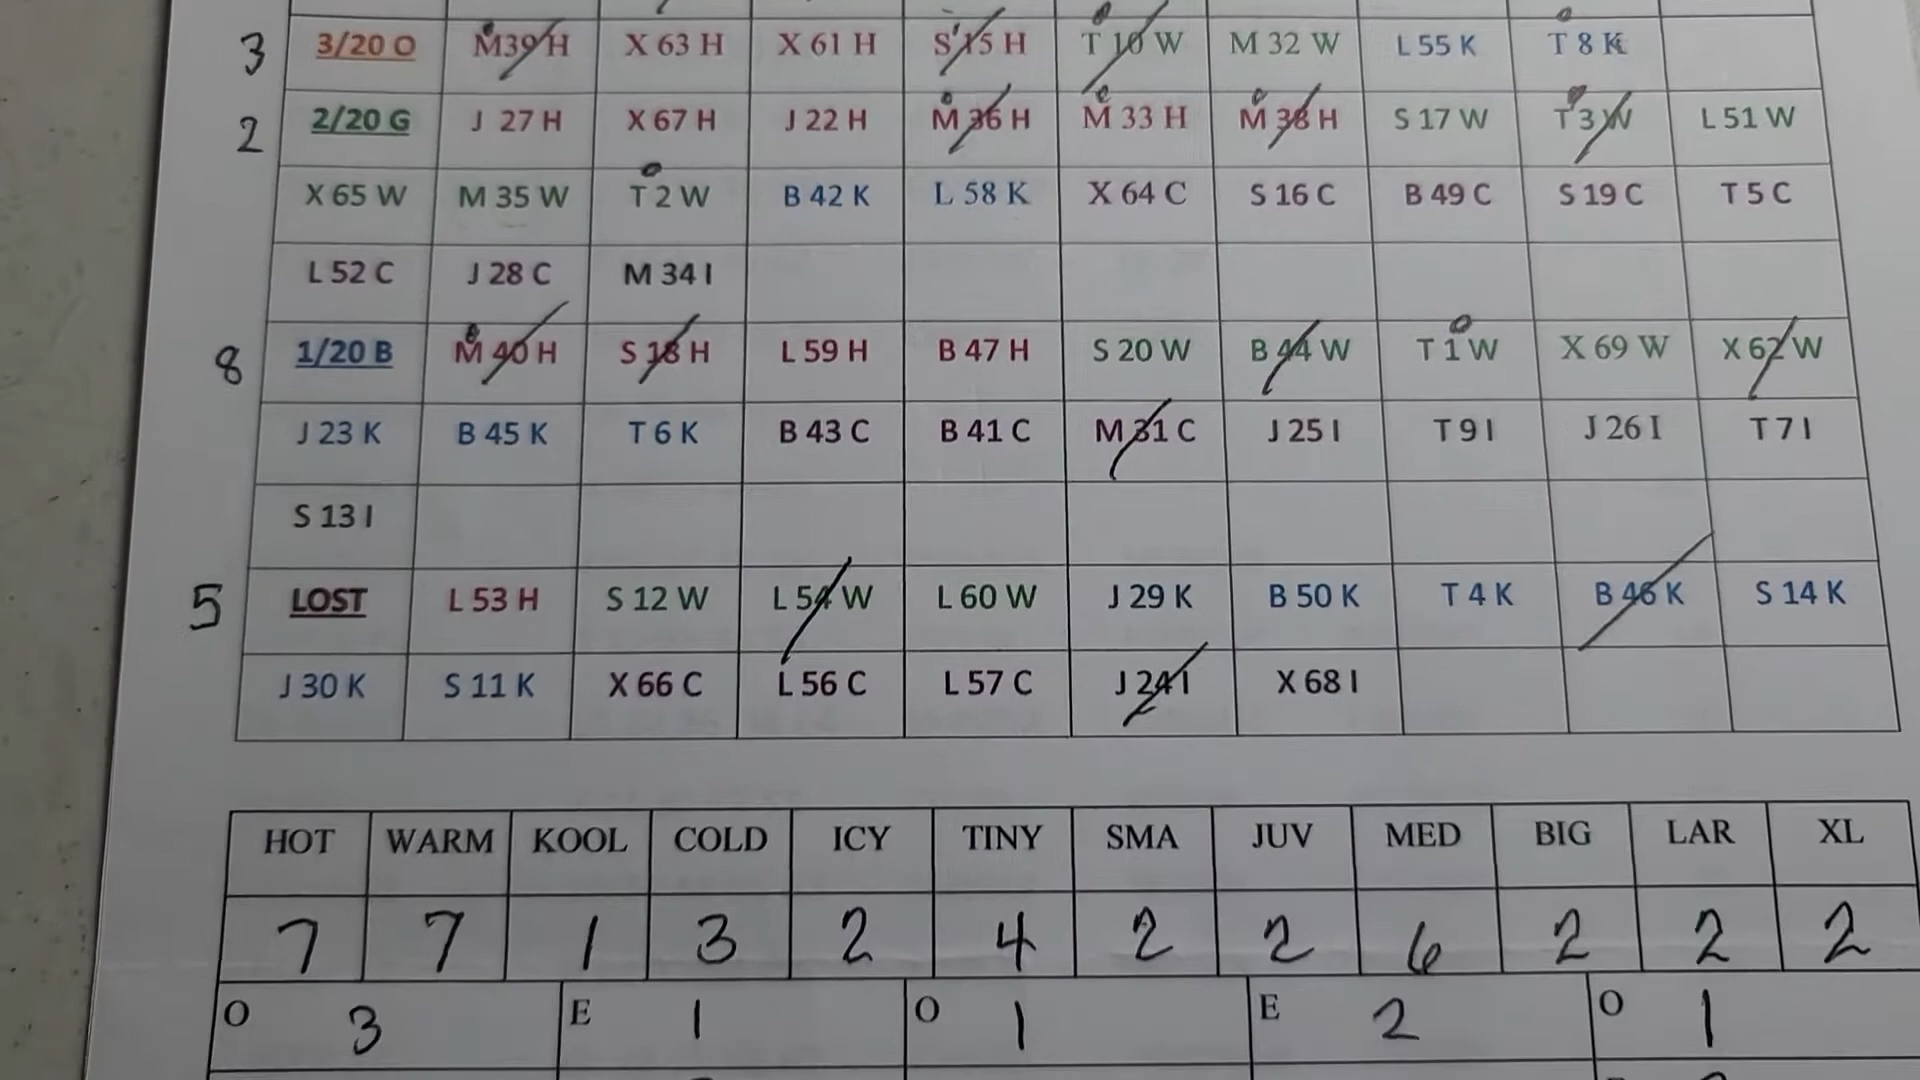 3 3/20 O M39 H X 63 H X 61 H S 15 H T 10 W M 32 W L 55 K T 8 K
2 2/20 G J 27 H X 67 H J 22 H M 36 H M 33 H M 38 H S 17 W T 3 W L 51 W
X 65 W M 35 W T 2 W B 42 K L 58 K X 64 C S 16 C B 49 C S 19 C T 5 C
L 52 C J 28 C M 34 I
8 1/20 B M 40 H S 18 H L 59 H B 47 H S 20 W B 44 W T 1 W X 69 W X 62 W
J 23 K B 45 K T 6 K B 43 C B 41 C M 31 C J 25 I T 9 I J 26 I T 7 I
S 13 I
5 LOST L 53 H S 12 W L 54 W L 60 W J 29 K B 50 K T 4 K B 46 K S 14 K
J 30 K S 11 K X 66 C L 56 C L 57 C J 24 I X 68 I
HOT WARM KOOL COLD ICY TINY SMA JUV MED BIG LAR XL
7 7 1 3 2 4 2 2 6 2 2 2
O 3 E 1 O 1 E 2 O 1